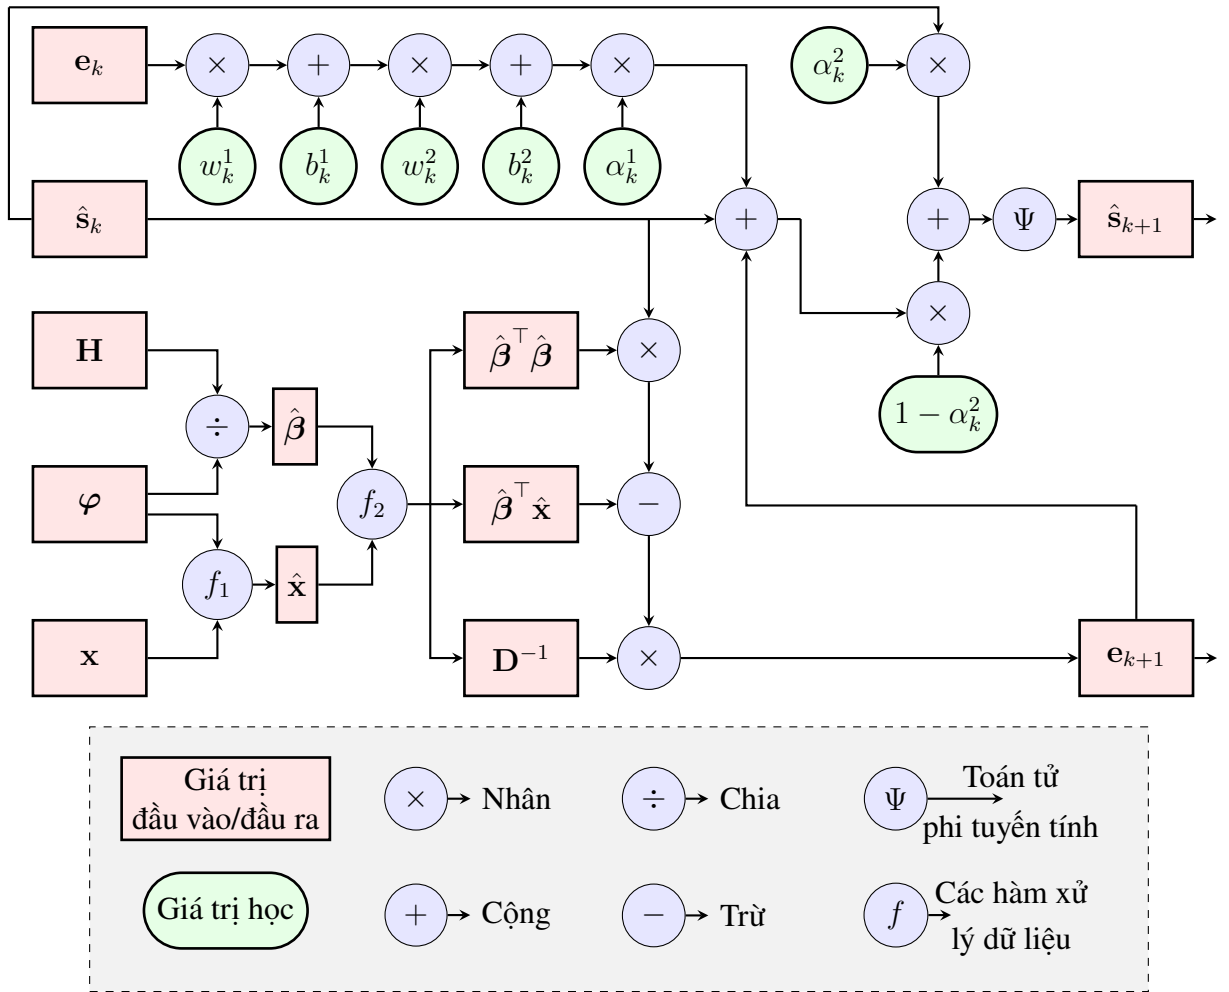 e_k × + × + × α_k^2 ×
w_k^1 b_k^1 w_k^2 b_k^2 α_k^1
ŝ_k + + Ψ ŝ_{k+1}
×
H β̂^⊤β̂ ×
1 − α_k^2
÷ β̂
φ f_2 β̂^⊤x̂ −
f_1 x̂
x D^{−1} × e_{k+1}
Giá trị
đầu vào/đầu ra
× Nhân
÷ Chia
Ψ Toán tử
phi tuyến tính
Giá trị học
+ Cộng
− Trừ
f Các hàm xử
lý dữ liệu